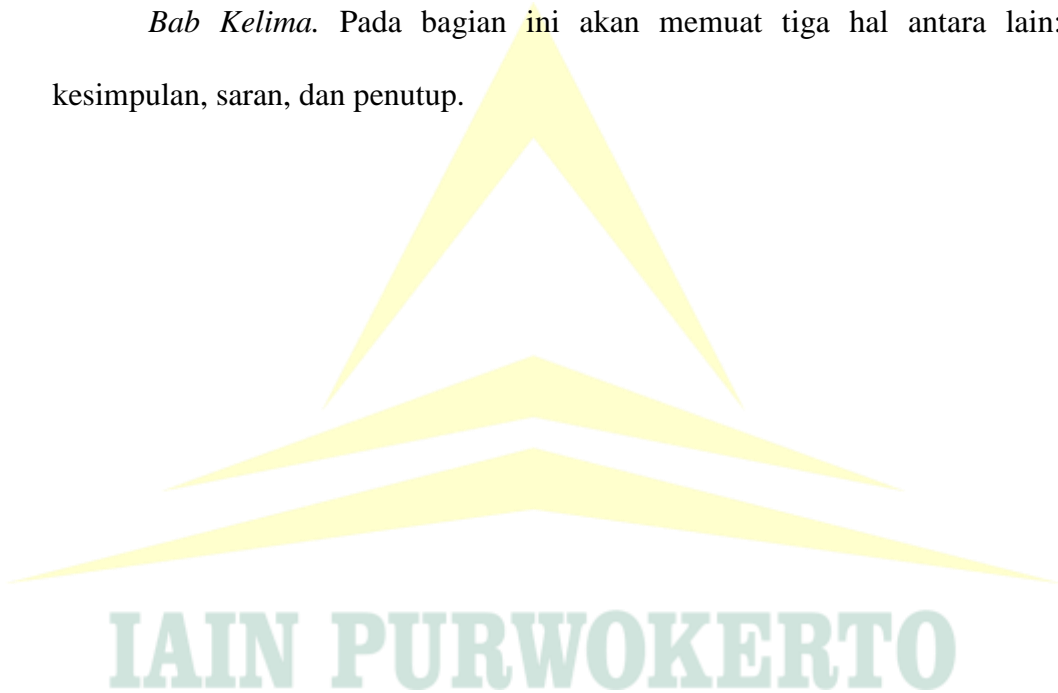 Bab Kelima. Pada bagian ini akan memuat tiga hal antara lain:
kesimpulan, saran, dan penutup.
IAIN PURWOKERTO